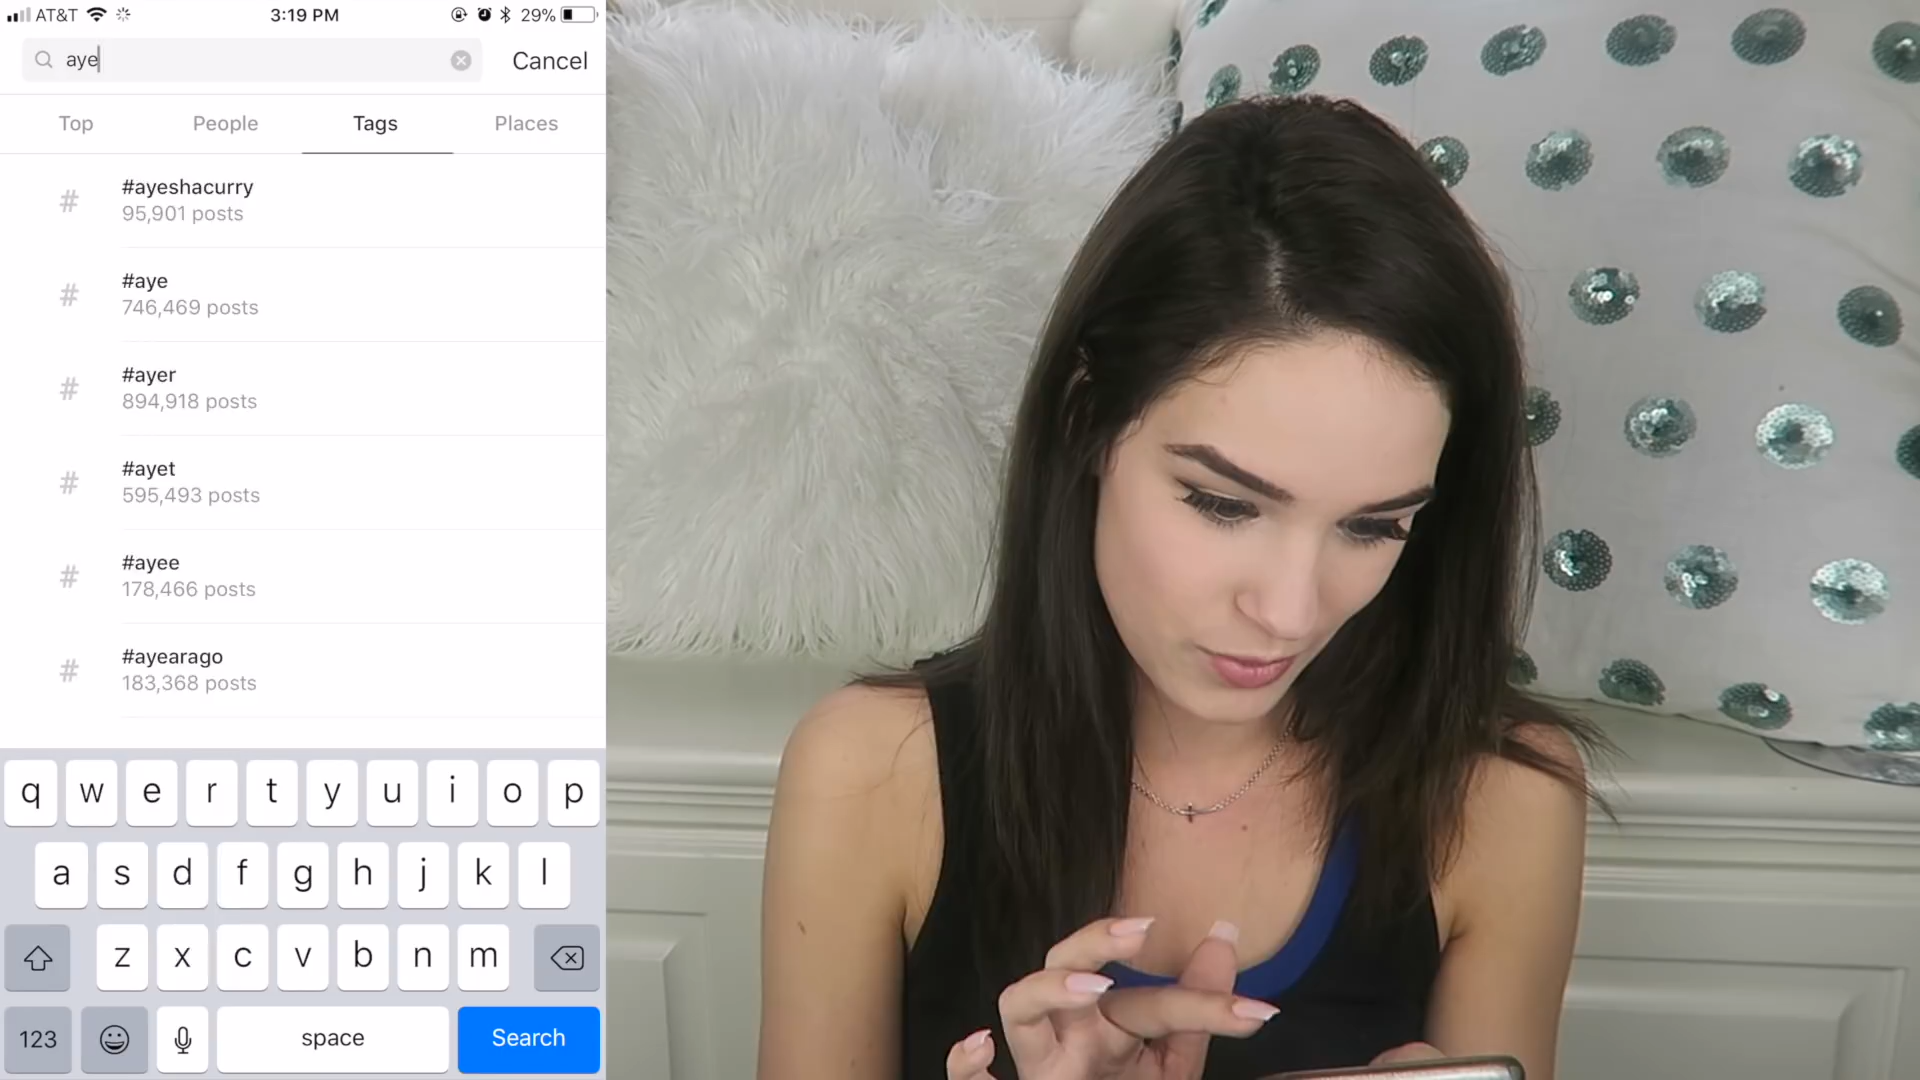 AT&T 3:19 PM 29%
aye Cancel
Top People Tags Places
# #ayeshacurry
95,901 posts
# #aye
746,469 posts
# #ayer
894,918 posts
# #ayet
595,493 posts
# #ayee
178,466 posts
# #ayearago
183,368 posts
q w e r t y u i o p
a s d f g h j k l
z x c v b n m
123 space Search